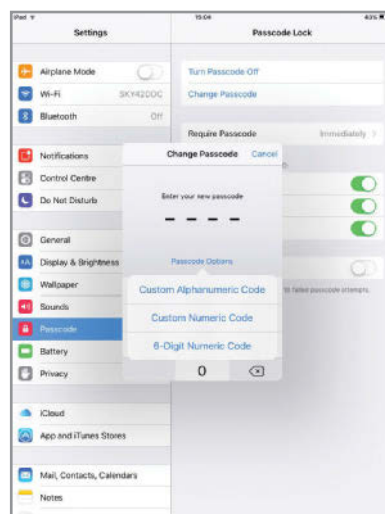 iPad
15:04
63%
Settings
Passcode Lock
Airplane Mode
Wi-Fi
Bluetooth
Off
Notifications
Control Centre
Do Not Disturb
General
Display & Brightness
Wallpaper
Sounds
Passcode
Battery
Privacy
iCloud
App and iTunes Stores
Mail, Contacts, Calendars
Notes
Turn Passcode Off
Change Passcode
Require Passcode
Immediately
Change Passcode
Cancel
Enter your new passcode
Passcode Options
Custom Alphanumeric Code
Custom Numeric Code
6-Digit Numeric Code
0
failed passcode attempts.